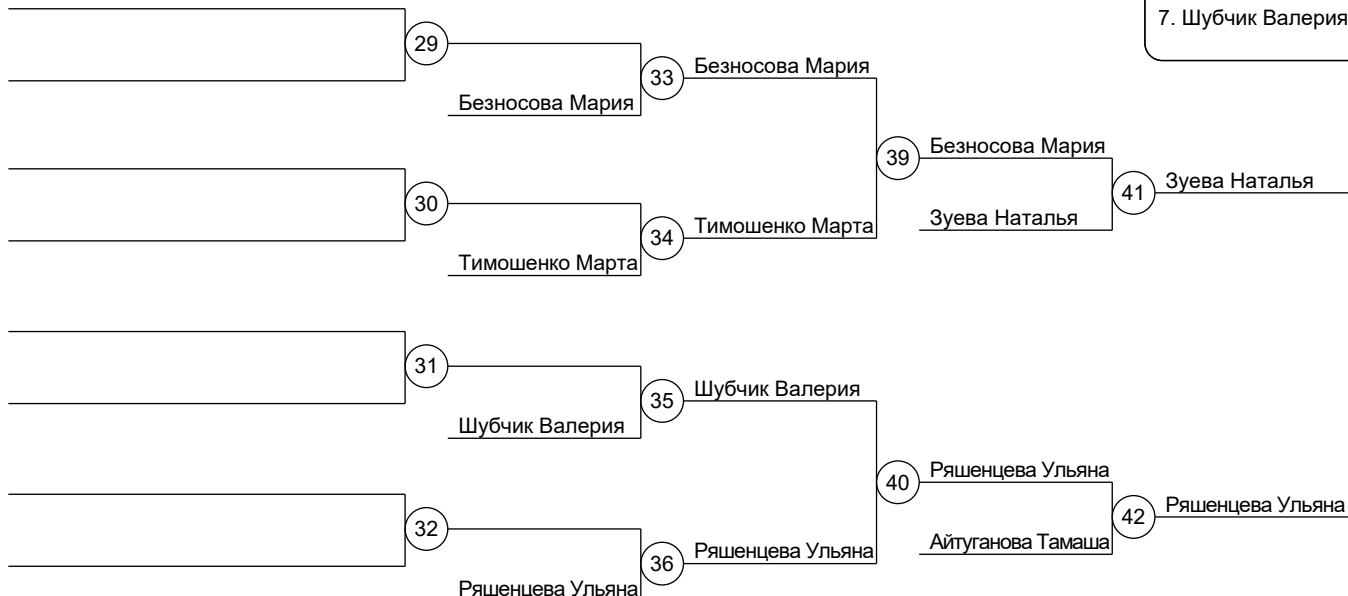 7. Шубчик Валерия
29
Безносова Мария
33
Безносова Мария
39
Безносова Мария
41
Зуева Наталья
30
34
Тимошенко Марта
Зуева Наталья
Тимошенко Марта
31
35
Шубчик Валерия
Шубчик Валерия
40
Ряшенцева Ульяна
42
Ряшенцева Ульяна
32
36
Ряшенцева Ульяна
Айтуганова Тамаша
Ряшенцева Ульяна